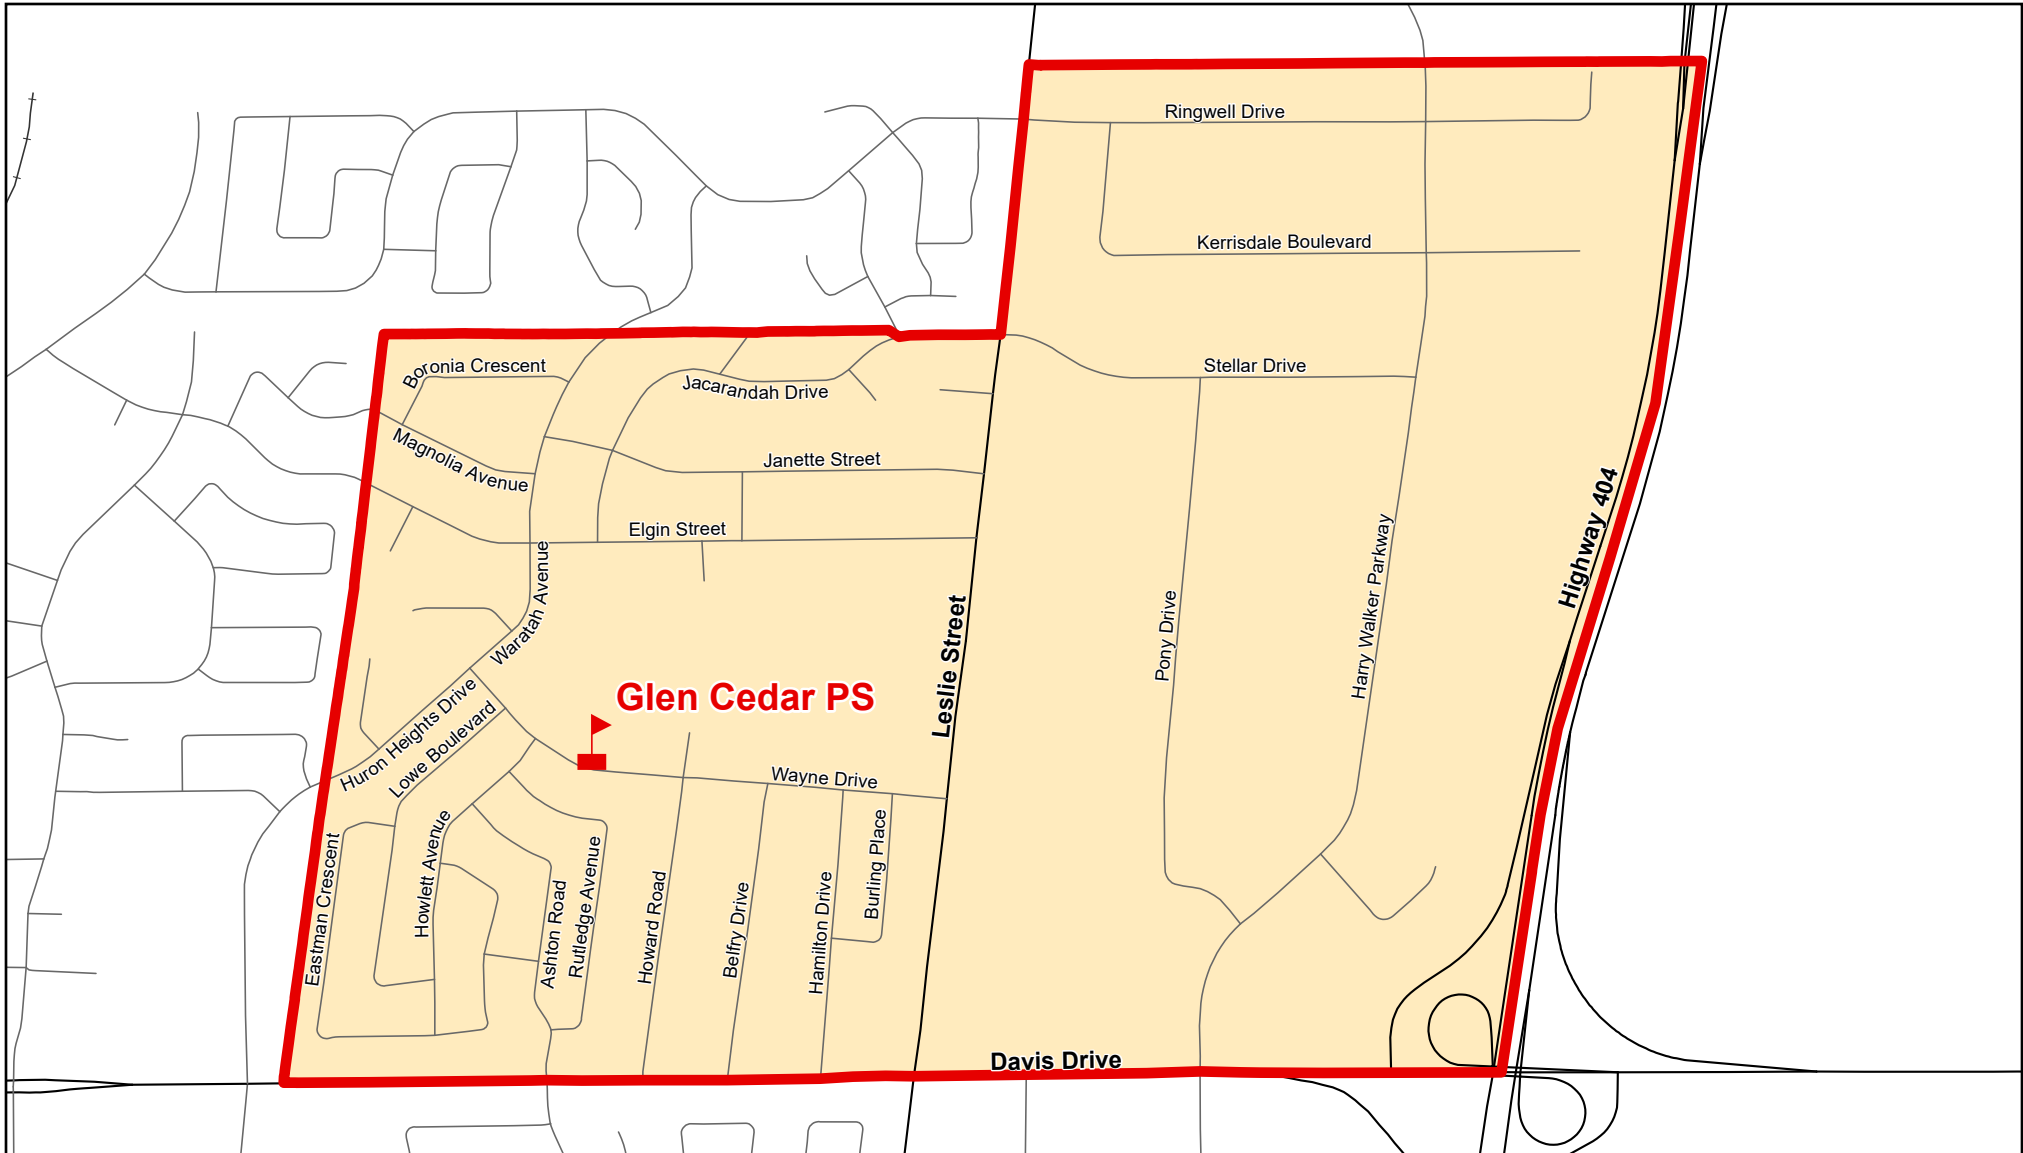 Ringwell Drive
Kerrisdale Boulevard
Boronia Crescent
Jacarandah Drive
Stellar Drive
Magnolia Avenue
Janette Street
Elgin Street
Waratah Avenue
Highway 404
Harry Walker Parkway
Pony Drive
Leslie Street
Glen Cedar PS
Huron Heights Drive
Lowe Boulevard
Wayne Drive
Eastman Crescent
Howlett Avenue
Ashton Road
Rutledge Avenue
Howard Road
Belfry Drive
Hamilton Drive
Burling Place
Davis Drive